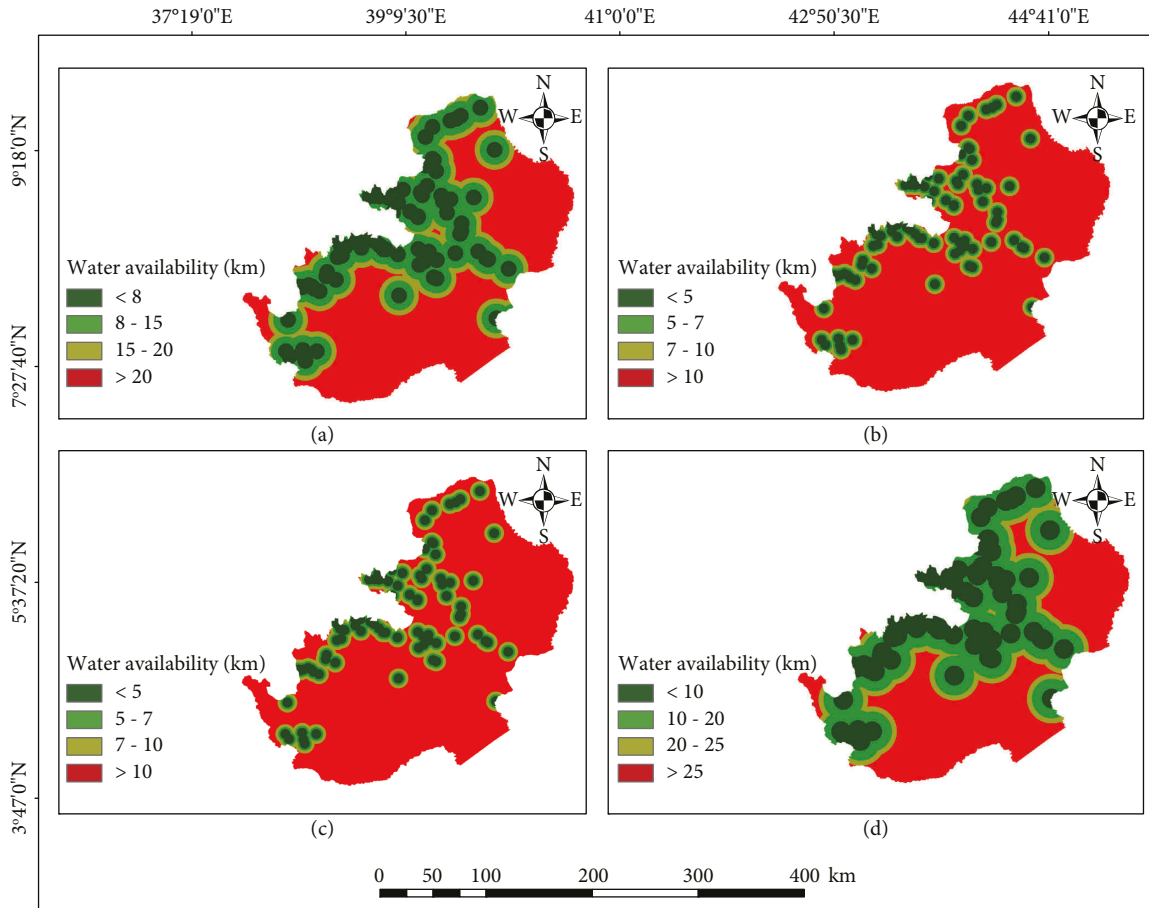 37°19'0"E 39°9'30"E 41°0'0"E 42°50'30"E 44°41'0"E
9°18'0"N
7°27'40"N
5°37'20"N
3°47'0"N
N
W E
S
Water availability (km)
< 8
8 - 15
15 - 20
> 20
(a)
N
W E
S
Water availability (km)
< 5
5 - 7
7 - 10
> 10
(b)
N
W E
S
Water availability (km)
< 5
5 - 7
7 - 10
> 10
(c)
N
W E
S
Water availability (km)
< 10
10 - 20
20 - 25
> 25
(d)
0 50 100 200 300 400 km